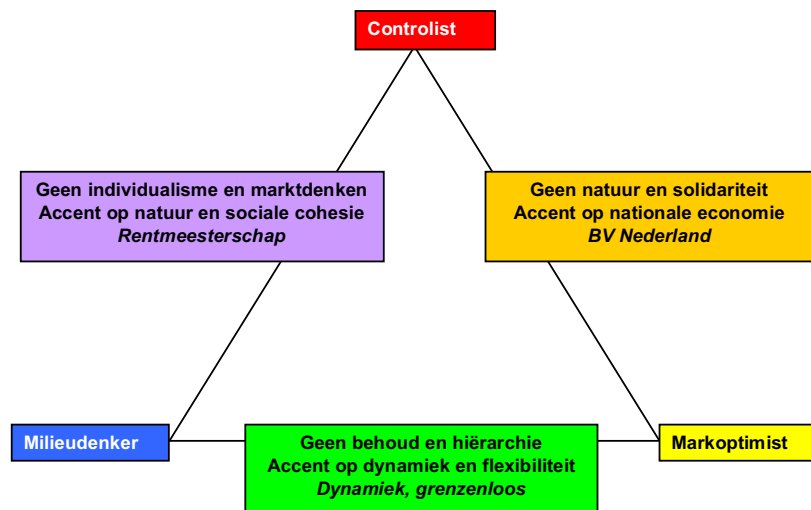 Controlist
Geen individualisme en marktdenken
Accent op natuur en sociale cohesie
Rentmeesterschap
Geen natuur en solidariteit
Accent op nationale economie
BV Nederland
Milieudenker
Geen behoud en hiërarchie
Accent op dynamiek en flexibiliteit
Dynamiek, grenzenloos
Markoptimist